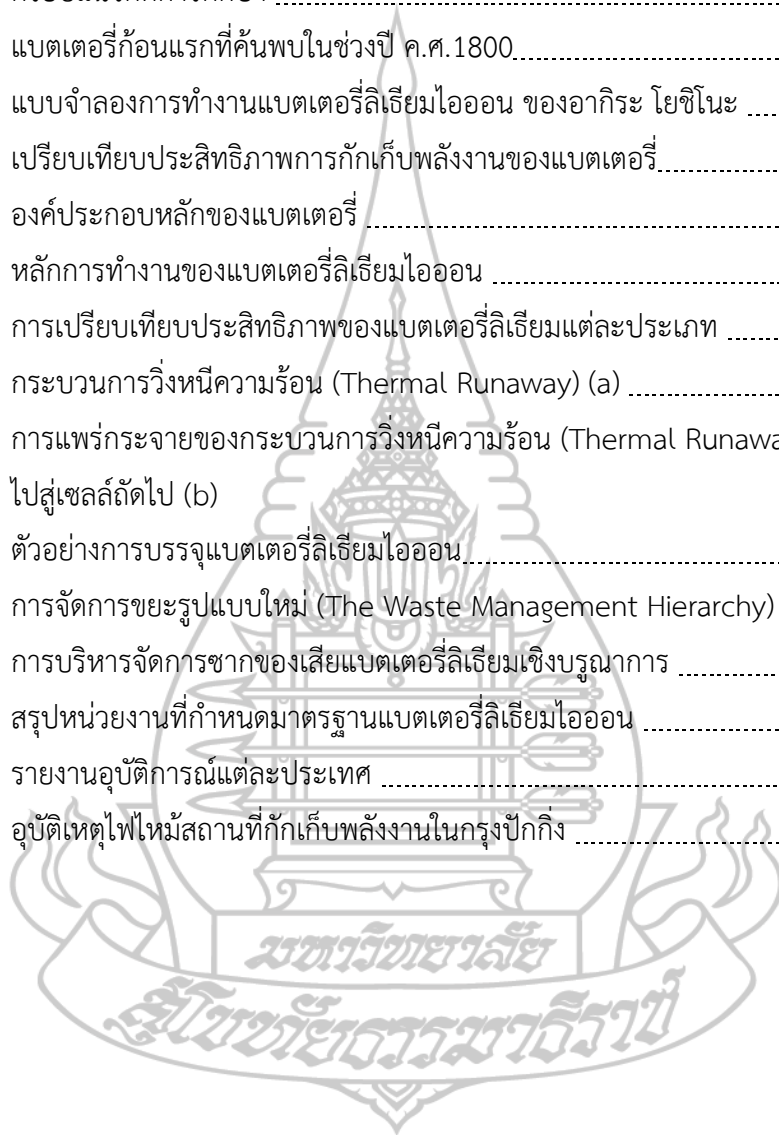 แบตเตอรี่ก้อนแรกที่ค้นพบในช่วงปี ค.ศ.1800
แบบจำลองการทำงานแบตเตอรี่ลิเธียมไอออน ของอากิระ โยชิโนะ
เปรียบเทียบประสิทธิภาพการกักเก็บพลังงานของแบตเตอรี่
องค์ประกอบหลักของแบตเตอรี่
หลักการทำงานของแบตเตอรี่ลิเธียมไอออน
การเปรียบเทียบประสิทธิภาพของแบตเตอรี่ลิเธียมแต่ละประเภท
กระบวนการวิ่งหนีความร้อน (Thermal Runaway) (a)
การแพร่กระจายของกระบวนการวิ่งหนีความร้อน (Thermal Runawa
ไปสู่เซลล์ถัดไป (b)
ตัวอย่างการบรรจุแบตเตอรี่ลิเธียมไอออน
การจัดการขยะรูปแบบใหม่ (The Waste Management Hierarchy)
การบริหารจัดการซากของเสียแบตเตอรี่ลิเธียมเชิงบูรณาการ
สรุปหน่วยงานที่กำหนดมาตรฐานแบตเตอรี่ลิเธียมไอออน
รายงานอุบัติการณ์แต่ละประเทศ
อุบัติเหตุไฟไหม้สถานที่กักเก็บพลังงานในกรุงปักกิ่ง
มหาวิทยาลัย
สุโขทัยธรรมาธิราช